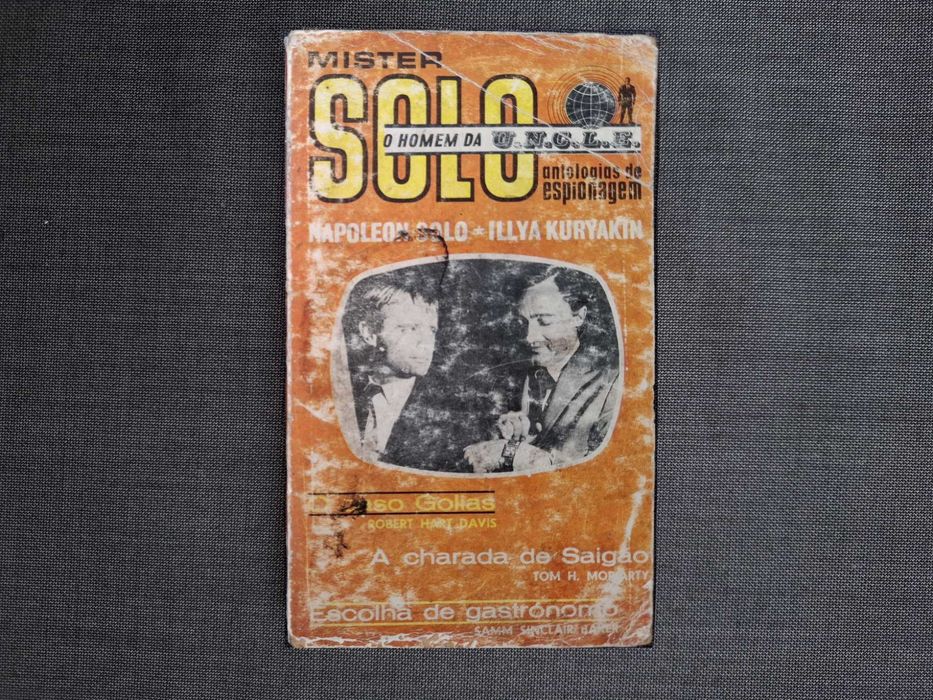 MISTER
SOLO
O HOMEM DA U.N.C.L.E.
antologias de
espionagem
NAPOLEON SOLO * ILLYA KURYAKIN
O caso Golias
ROBERT HART DAVIS
A charada de Saigão
TOM H. MORIARTY
Escolha de gastrónomo
SAMM SINCLAIR BAKER